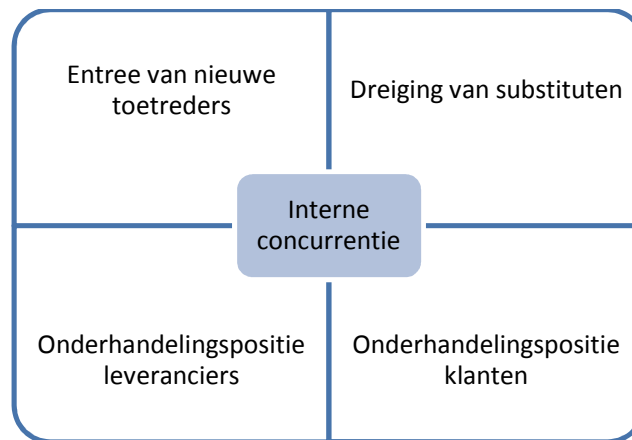 Entree van nieuwe
toetreders
Dreiging van substituten
Interne
concurrentie
Onderhandelingspositie
leveranciers
Onderhandelingspositie
klanten